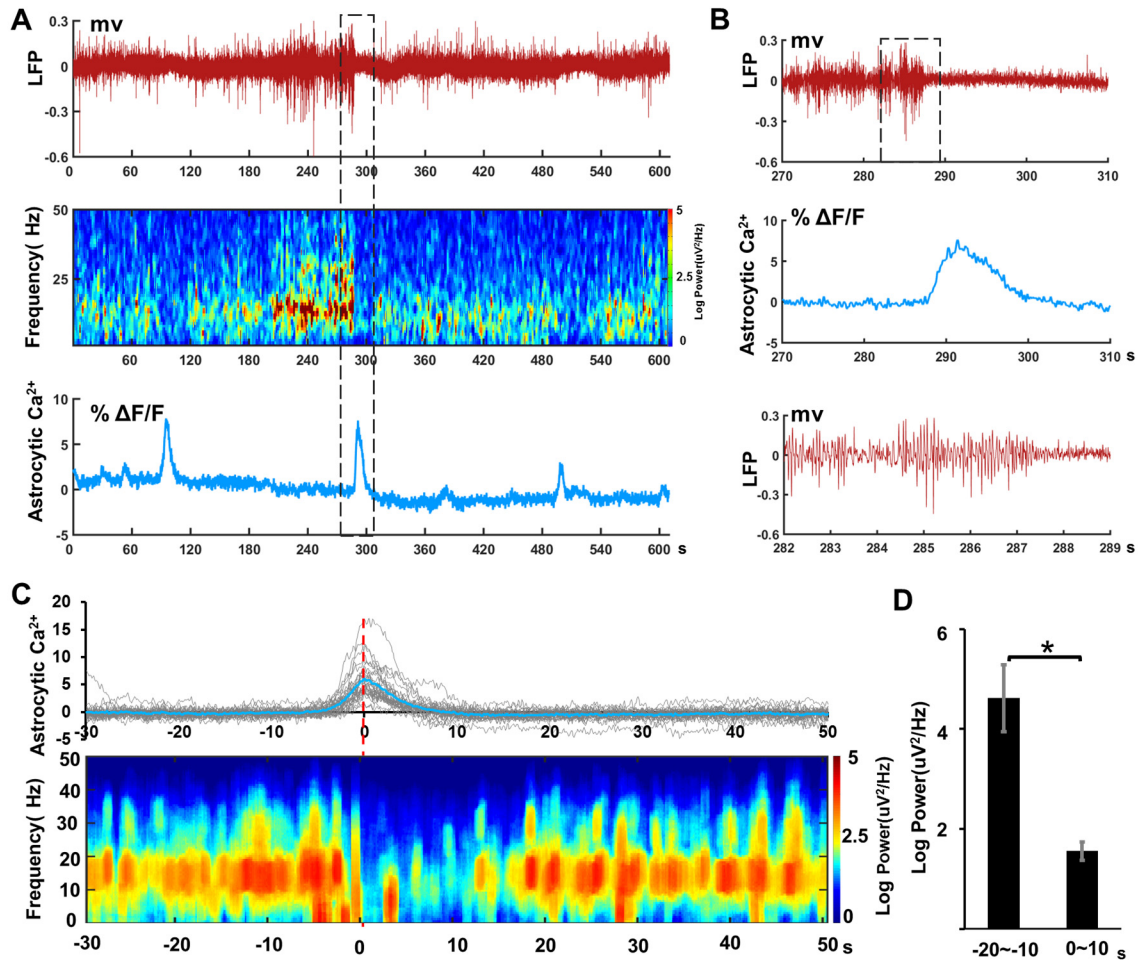 A
mv
LFP
0.3
0
-0.3
-0.6
0 60 120 180 240 300 360 420 480 540 600
Frequency( Hz)
50
25
5
2.5
0
Log Power(uV²/Hz)
60 120 180 240 300 360 420 480 540 600
Astrocytic Ca²⁺
% ΔF/F
10
5
0
-5
0 60 120 180 240 300 360 420 480 540 600 s
B
mv
LFP
0.3
0
-0.3
-0.6
270 280 290 300 310
Astrocytic Ca²⁺
% ΔF/F
10
5
0
-5
270 280 290 300 310 s
mv
LFP
0.3
0
-0.3
-0.6
282 283 284 285 286 287 288 289 s
C
Astrocytic Ca²⁺
20
15
10
5
0
-5
-30 -20 -10 0 10 20 30 40 50
Frequency( Hz)
50
40
30
20
10
0
5
2.5
0
Log Power(uV²/Hz)
-30 -20 -10 0 10 20 30 40 50 s
D
Log Power(uV²/Hz)
6
4
2
*
-20~-10 0~10 s